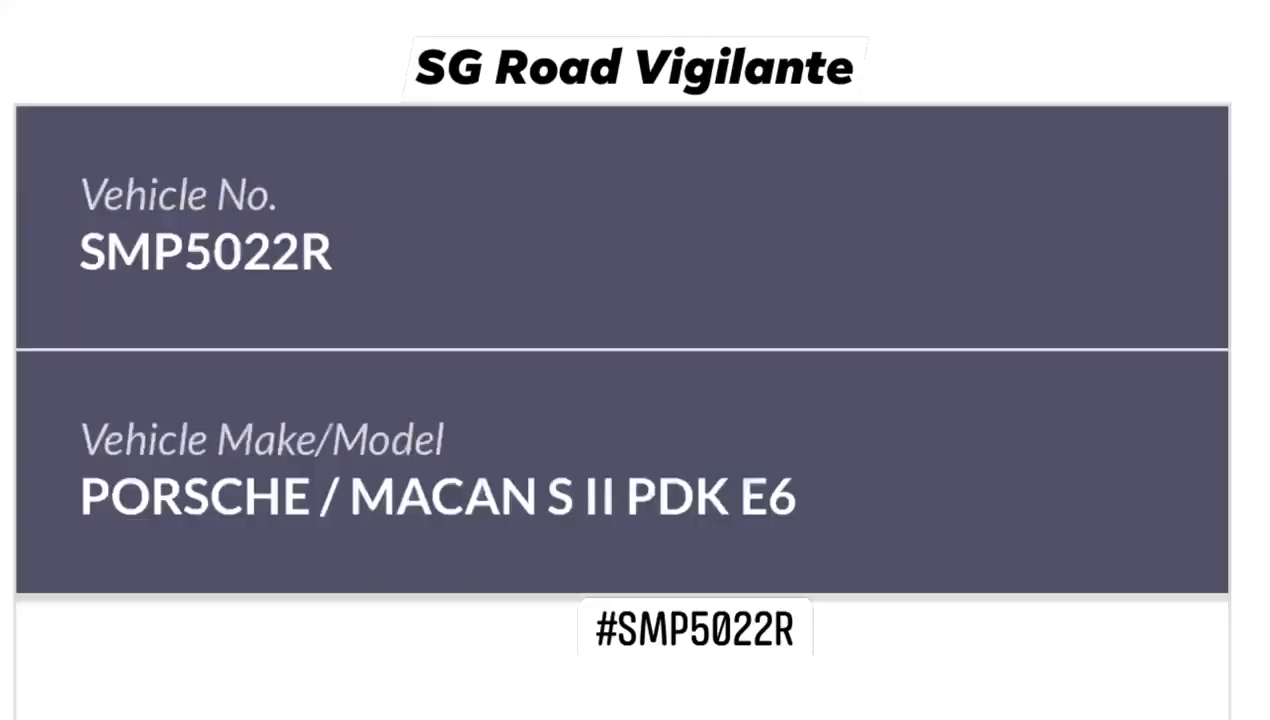 SG Road Vigilante
Vehicle No.
SMP5022R
Vehicle Make/Model
PORSCHE / MACAN S II PDK E6
#SMP5022R